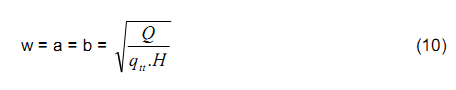 w = a = b = √(Q / (q_tt.H)) (10)